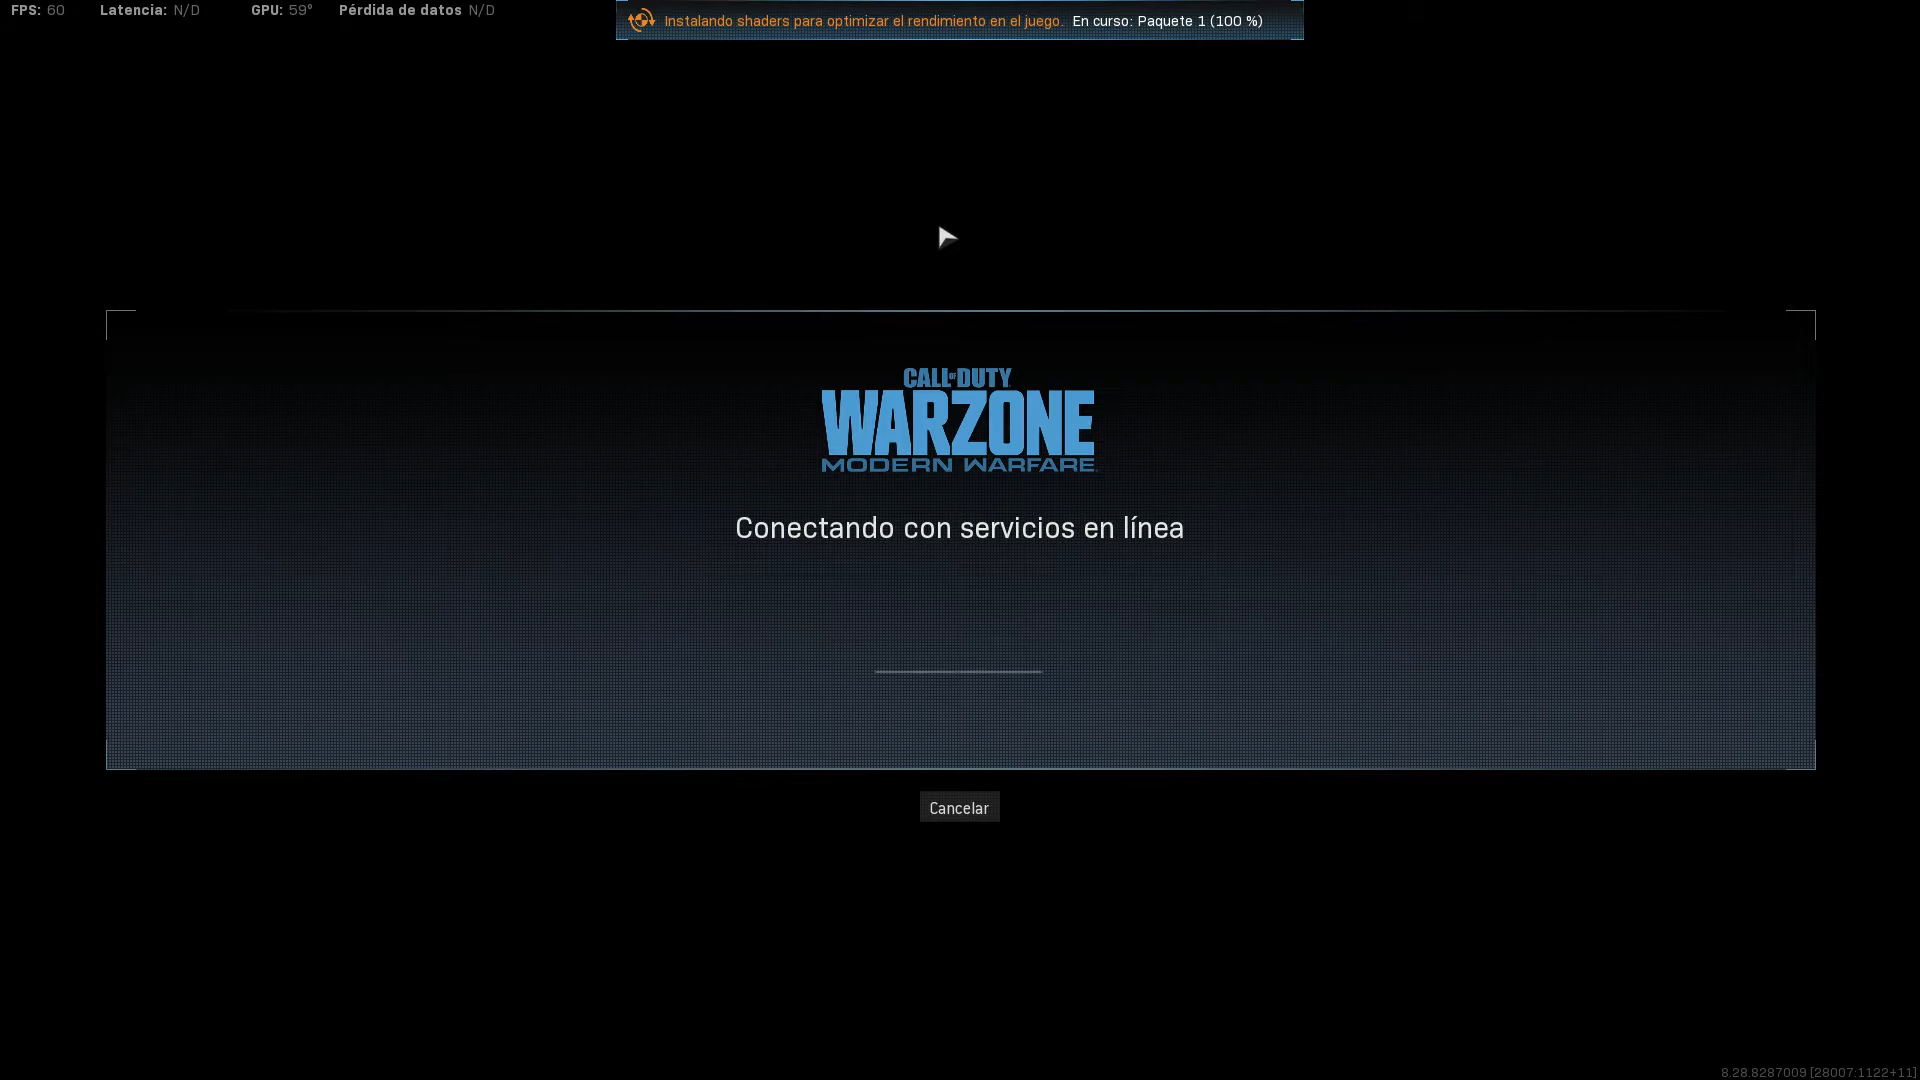 FPS: 60 Latencia: N/D GPU: 59° Pérdida de datos N/D
Instalando shaders para optimizar el rendimiento en el juego. En curso: Paquete 1 (100 %)
CALL OF DUTY
WARZONE
MODERN WARFARE
Conectando con servicios en línea
Cancelar
8.28.8287009 [28007:1122+11]